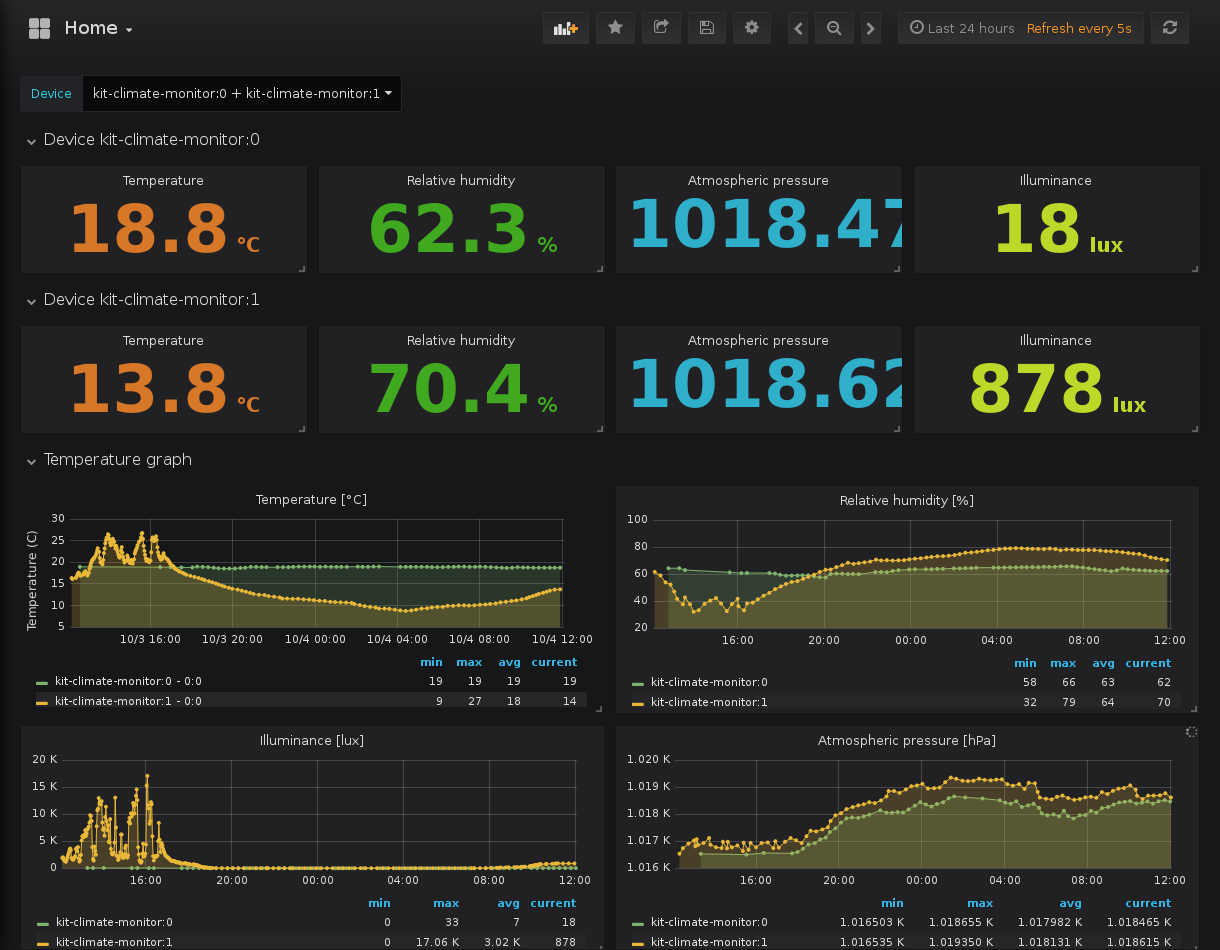 Home
Last 24 hours Refresh every 5s
Device kit-climate-monitor:0 + kit-climate-monitor:1
Device kit-climate-monitor:0
Temperature Relative humidity Atmospheric pressure Illuminance
18.8 °C 62.3 % 1018.47 18 lux
Device kit-climate-monitor:1
Temperature Relative humidity Atmospheric pressure Illuminance
13.8 °C 70.4 % 1018.62 878 lux
Temperature graph
Temperature [°C]
Temperature (C)
30
25
20
15
10
5
10/3 16:00 10/3 20:00 10/4 00:00 10/4 04:00 10/4 08:00 10/4 12:00
min max avg current
kit-climate-monitor:0 - 0:0 19 19 19 19
kit-climate-monitor:1 - 0:0 9 27 18 14
Relative humidity [%]
100
80
60
40
20
16:00 20:00 00:00 04:00 08:00 12:00
min max avg current
kit-climate-monitor:0 58 66 63 62
kit-climate-monitor:1 32 79 64 70
Illuminance [lux]
20 K
15 K
10 K
5 K
0
16:00 20:00 00:00 04:00 08:00 12:00
min max avg current
kit-climate-monitor:0 0 33 7 18
kit-climate-monitor:1 0 17.06 K 3.02 K 878
Atmospheric pressure [hPa]
1.020 K
1.019 K
1.018 K
1.017 K
1.016 K
16:00 20:00 00:00 04:00 08:00 12:00
min max avg current
kit-climate-monitor:0 1.016503 K 1.018655 K 1.017982 K 1.018465 K
kit-climate-monitor:1 1.016535 K 1.019350 K 1.018131 K 1.018615 K